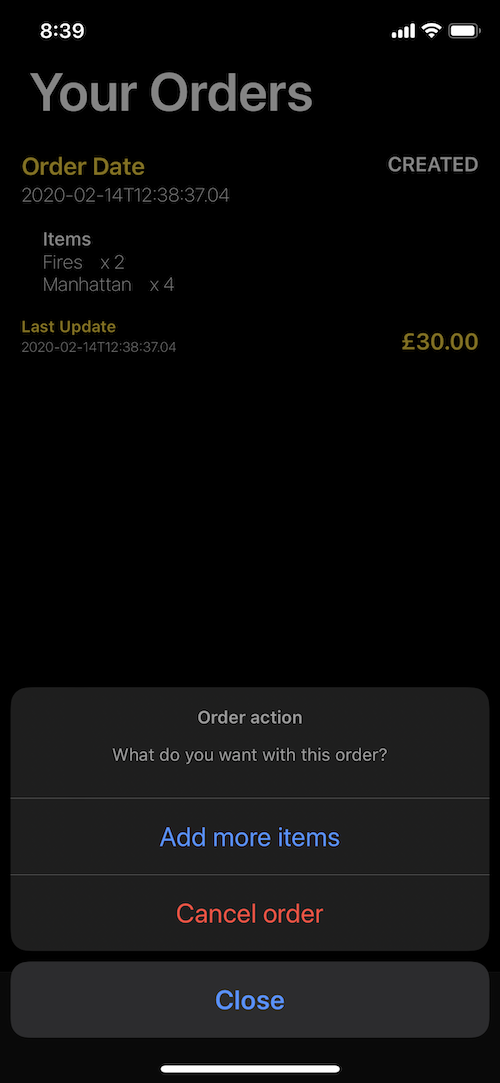 8:39
Your Orders
Order Date
CREATED
2020-02-14T12:38:37.04
Items
Fires x 2
Manhattan x 4
Last Update
2020-02-14T12:38:37.04
£30.00
Order action
What do you want with this order?
Add more items
Cancel order
Close